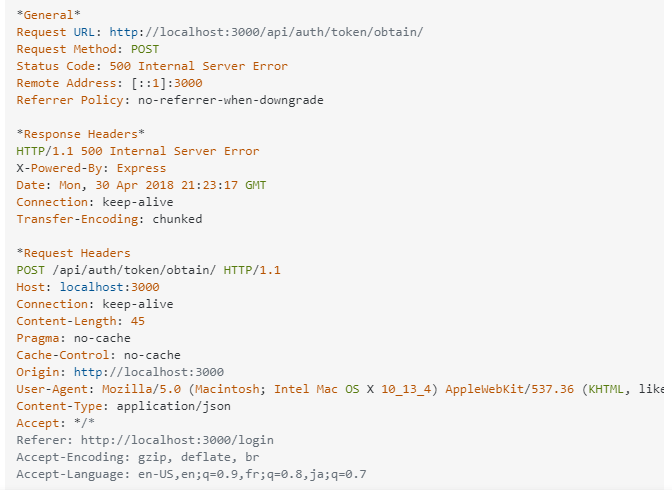 *General*
Request URL: http://localhost:3000/api/auth/token/obtain/
Request Method: POST
Status Code: 500 Internal Server Error
Remote Address: [::1]:3000
Referrer Policy: no-referrer-when-downgrade
*Response Headers*
HTTP/1.1 500 Internal Server Error
X-Powered-By: Express
Date: Mon, 30 Apr 2018 21:23:17 GMT
Connection: keep-alive
Transfer-Encoding: chunked
*Request Headers
POST /api/auth/token/obtain/ HTTP/1.1
Host: localhost:3000
Connection: keep-alive
Content-Length: 45
Pragma: no-cache
Cache-Control: no-cache
Origin: http://localhost:3000
User-Agent: Mozilla/5.0 (Macintosh; Intel Mac OS X 10_13_4) AppleWebKit/537.36 (KHTML, like
Content-Type: application/json
Accept: */*
Referer: http://localhost:3000/login
Accept-Encoding: gzip, deflate, br
Accept-Language: en-US,en;q=0.9,fr;q=0.8,ja;q=0.7